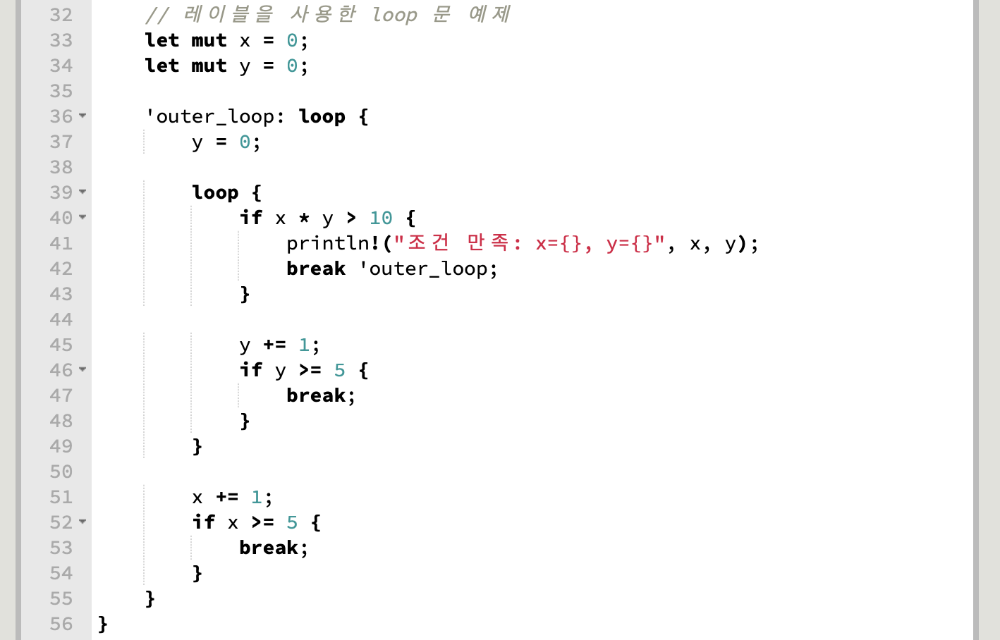 32 // 레이블을 사용한 loop 문 예제
33 let mut x = 0;
34 let mut y = 0;
35
36 'outer_loop: loop {
37 y = 0;
38
39 loop {
40 if x * y > 10 {
41 println!("조건 만족: x={}, y={}", x, y);
42 break 'outer_loop;
43 }
44
45 y += 1;
46 if y >= 5 {
47 break;
48 }
49 }
50
51 x += 1;
52 if x >= 5 {
53 break;
54 }
55 }
56 }